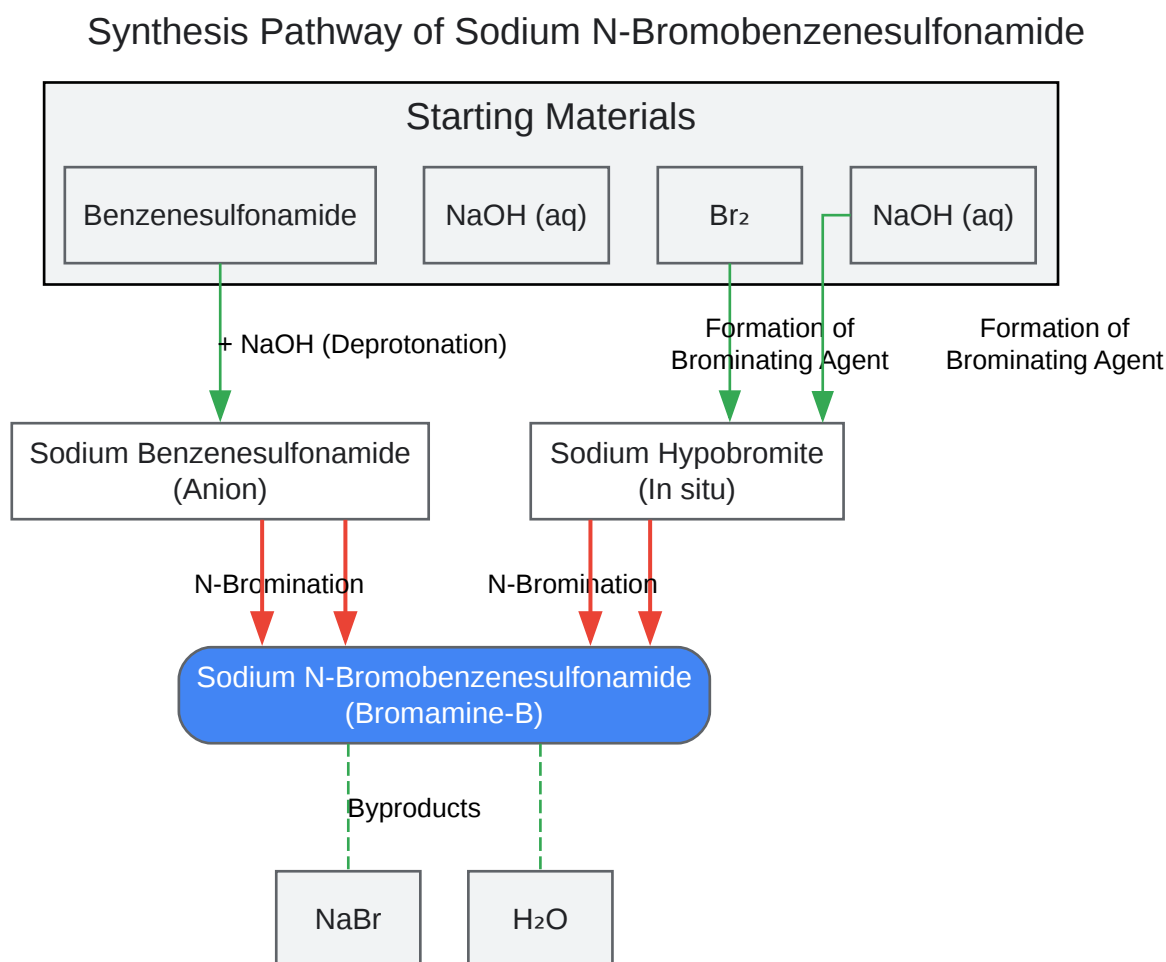 Synthesis Pathway of Sodium N-Bromobenzenesulfonamide
Starting Materials
Benzenesulfonamide
NaOH (aq)
Br₂
NaOH (aq)
+ NaOH (Deprotonation)
Formation of
Brominating Agent
Formation of
Brominating Agent
Sodium Benzenesulfonamide
(Anion)
Sodium Hypobromite
(In situ)
N-Bromination
N-Bromination
Sodium N-Bromobenzenesulfonamide
(Bromamine-B)
Byproducts
NaBr
H₂O